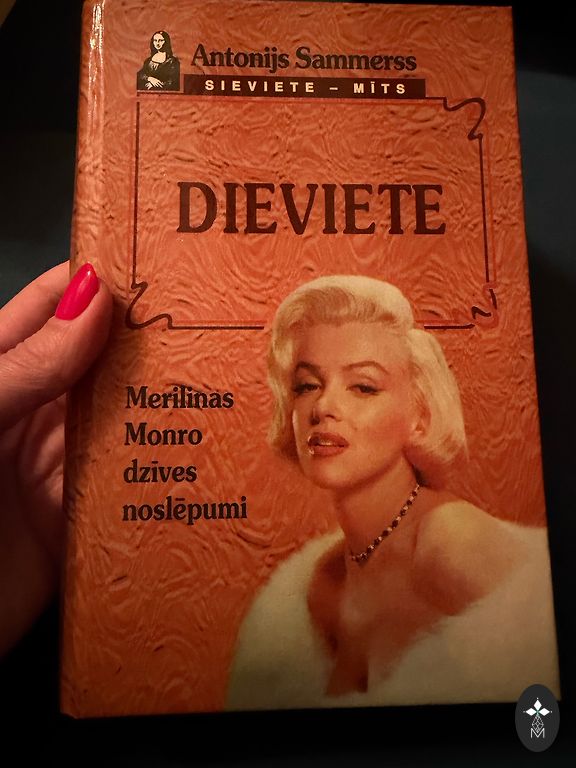 Antonijs Sammerss
SIEVIETE – MĪTS
DIEVIETE
Merilinas
Monro
dzīves
noslēpumi
M